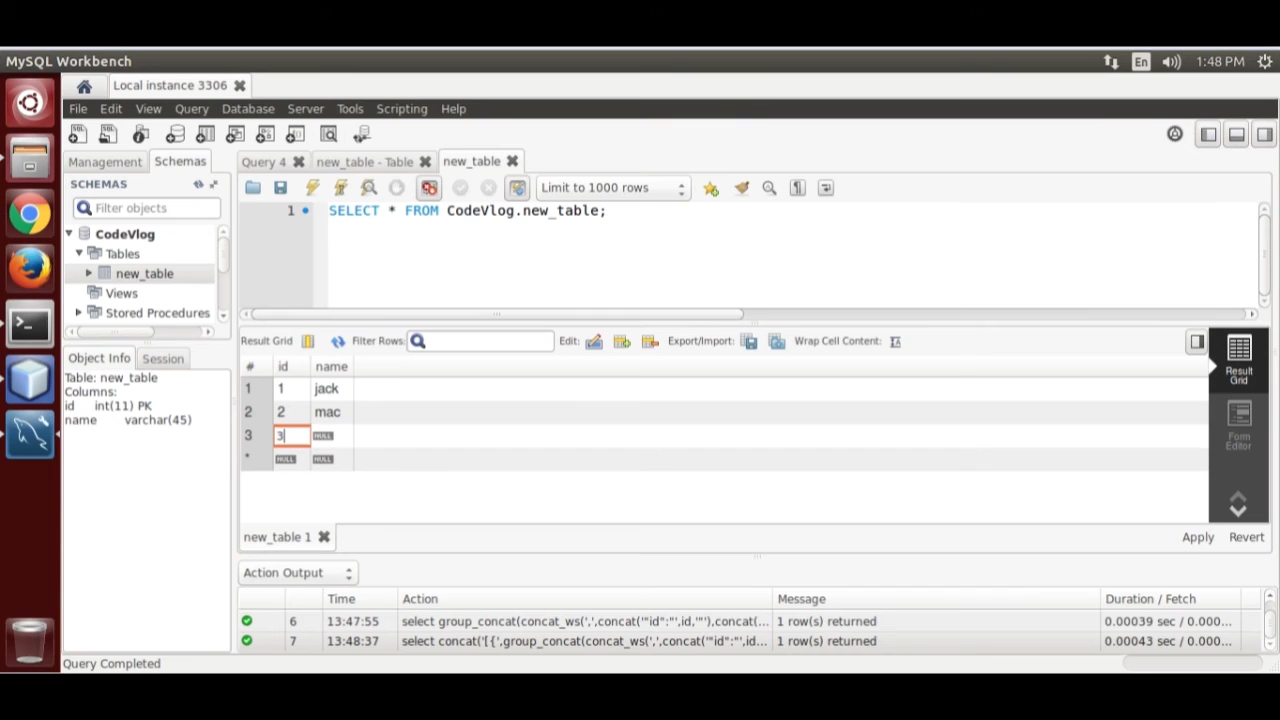 MySQL Workbench
En
1:48 PM
Local instance 3306
File Edit View Query Database Server Tools Scripting Help
Management Schemas
Query 4 new_table - Table new_table
SCHEMAS
Filter objects
CodeVlog
Tables
new_table
Views
Stored Procedures
Limit to 1000 rows
1 SELECT * FROM CodeVlog.new_table;
Object Info Session
Table: new_table
Columns:
id int(11) PK
name varchar(45)
Result Grid Filter Rows: Edit: Export/Import: Wrap Cell Content:
# id name
1 1 jack
2 2 mac
3 3 NULL
* NULL NULL
Result
Grid
Form
Editor
new_table 1
Apply Revert
Action Output
Time Action Message Duration / Fetch
6 13:47:55 select group_concat(concat_ws(',',concat('"id":"',id,'"'),concat(... 1 row(s) returned 0.00039 sec / 0.000...
7 13:48:37 select concat('[{',group_concat(concat_ws(',',concat('"id":"',id... 1 row(s) returned 0.00043 sec / 0.000...
Query Completed